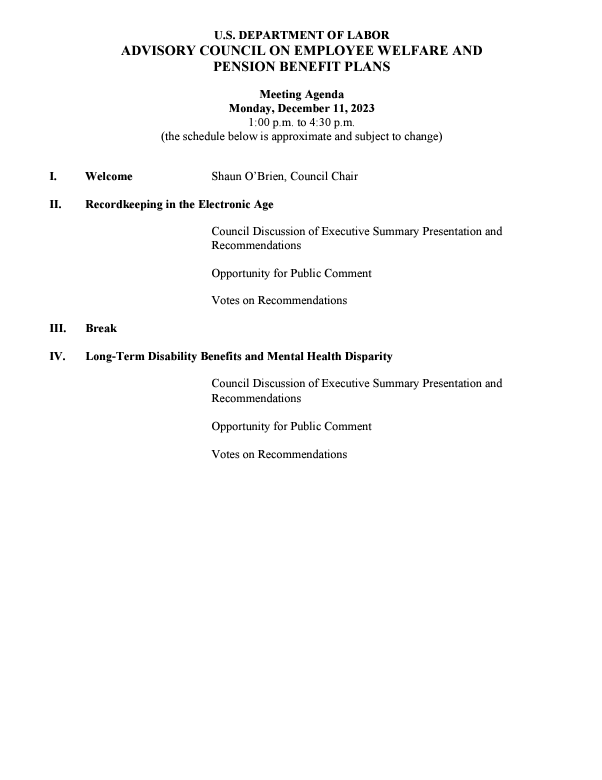 U.S. DEPARTMENT OF LABOR
ADVISORY COUNCIL ON EMPLOYEE WELFARE AND
PENSION BENEFIT PLANS
Meeting Agenda
Monday, December 11, 2023
1:00 p.m. to 4:30 p.m.
(the schedule below is approximate and subject to change)
I. Welcome Shaun O’Brien, Council Chair
II. Recordkeeping in the Electronic Age
Council Discussion of Executive Summary Presentation and
Recommendations
Opportunity for Public Comment
Votes on Recommendations
III. Break
IV. Long-Term Disability Benefits and Mental Health Disparity
Council Discussion of Executive Summary Presentation and
Recommendations
Opportunity for Public Comment
Votes on Recommendations